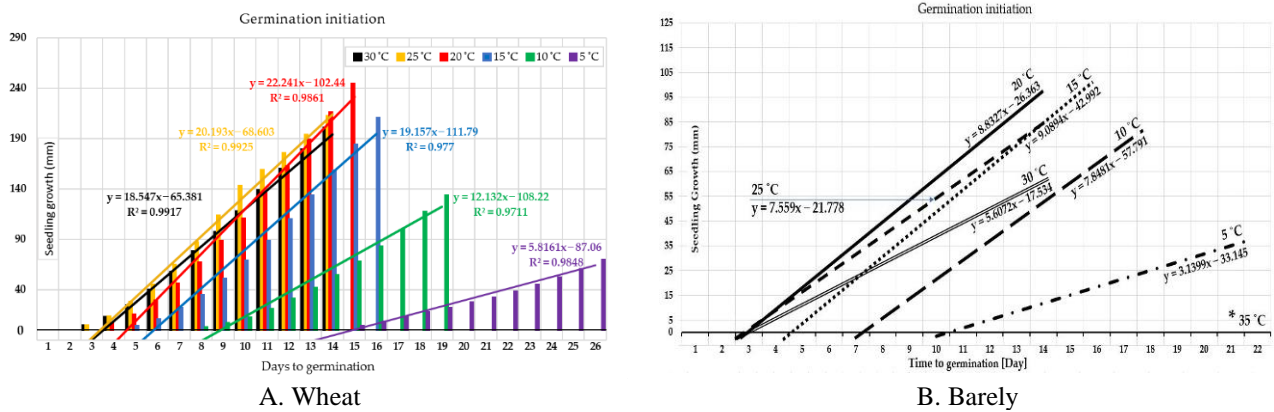 Germination initiation
290
240
190
140
90
40
0
Seedling growth (mm)
30 °C 25 °C 20 °C 15 °C 10 °C 5 °C
y = 22.241x−102.44
R² = 0.9861
y = 20.193x−68.603
R² = 0.9925
y = 19.157x−111.79
R² = 0.977
y = 18.547x−65.381
R² = 0.9917
y = 12.132x−108.22
R² = 0.9711
y = 5.8161x−87.06
R² = 0.9848
1 2 3 4 5 6 7 8 9 10 11 12 13 14 15 16 17 18 19 20 21 22 23 24 25 26
Days to germination
A. Wheat
Germination initiation
125
115
105
95
85
75
65
55
45
35
25
15
5
0
Seedling Growth (mm)
20 °C
y = 8.8327x − 26.363
15 °C
y = 9.0894x − 42.992
10 °C
y = 7.8481x − 57.791
30 °C
y = 5.6072x − 17.534
25 °C
y = 7.559x − 21.778
5 °C
y = 3.1399x − 33.145
* 35 °C
1 2 3 4 5 6 7 8 9 10 11 12 13 14 15 16 17 18 19 20 21 22
Time to germination [Day]
B. Barely